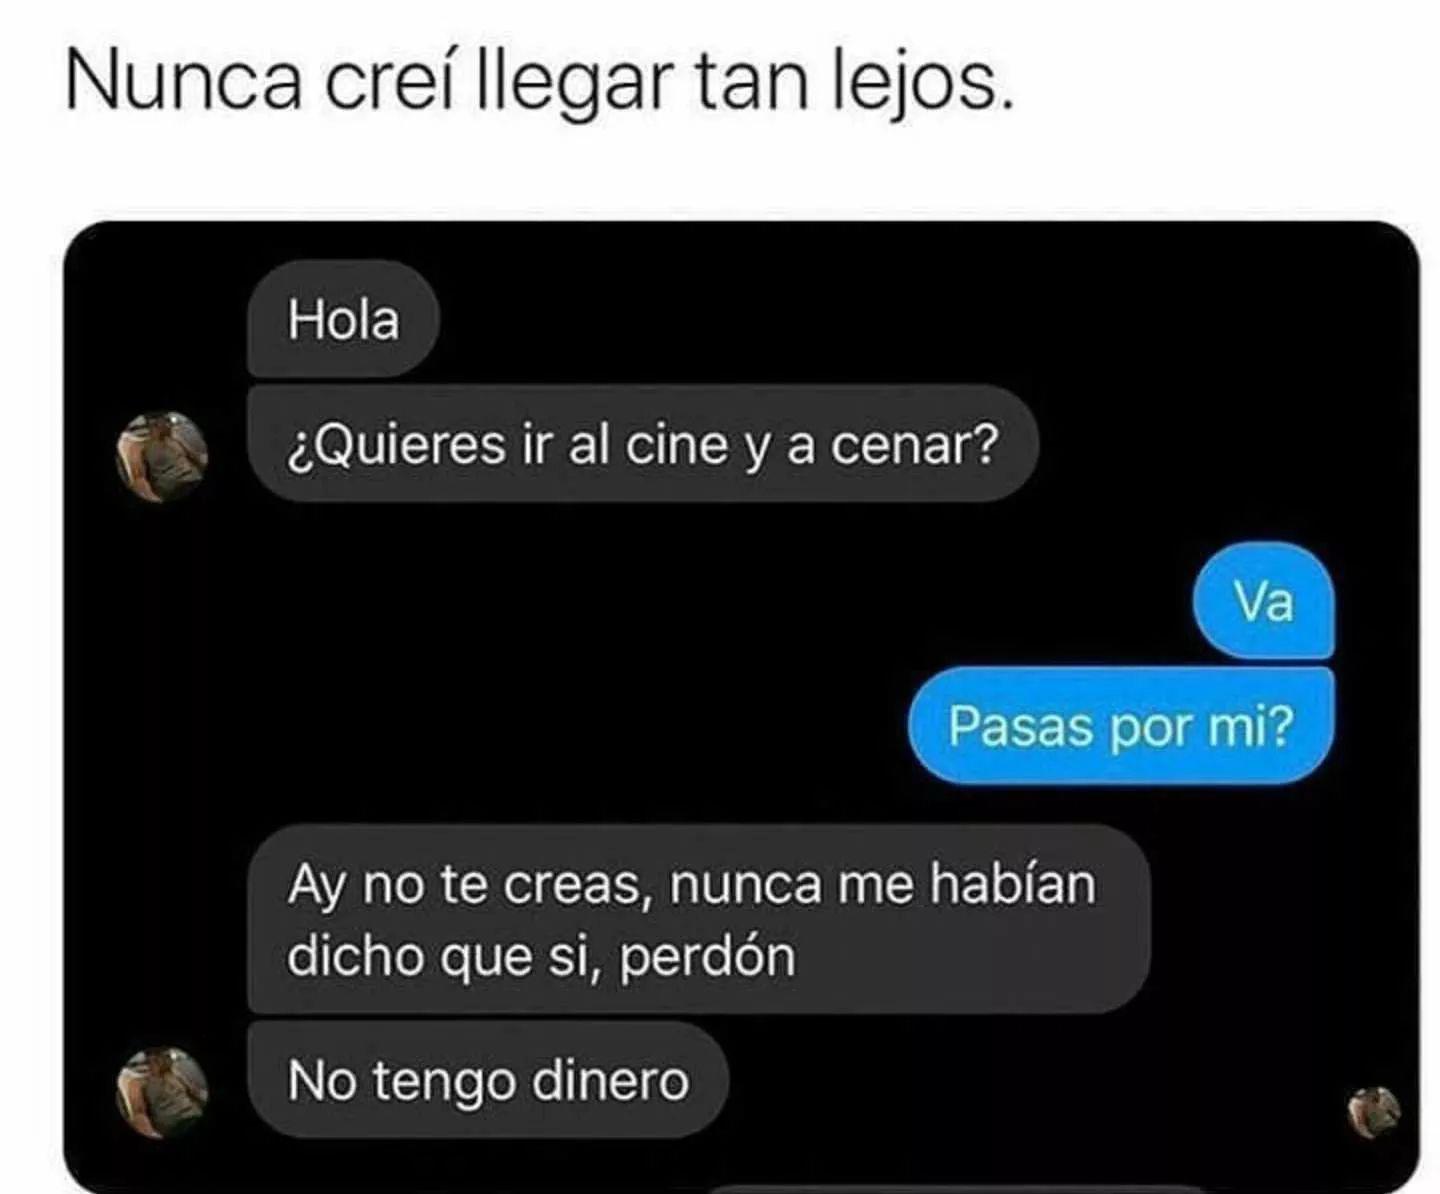 Nunca creí llegar tan lejos.
Hola
¿Quieres ir al cine y a cenar?
Va
Pasas por mi?
Ay no te creas, nunca me habían
dicho que si, perdón
No tengo dinero